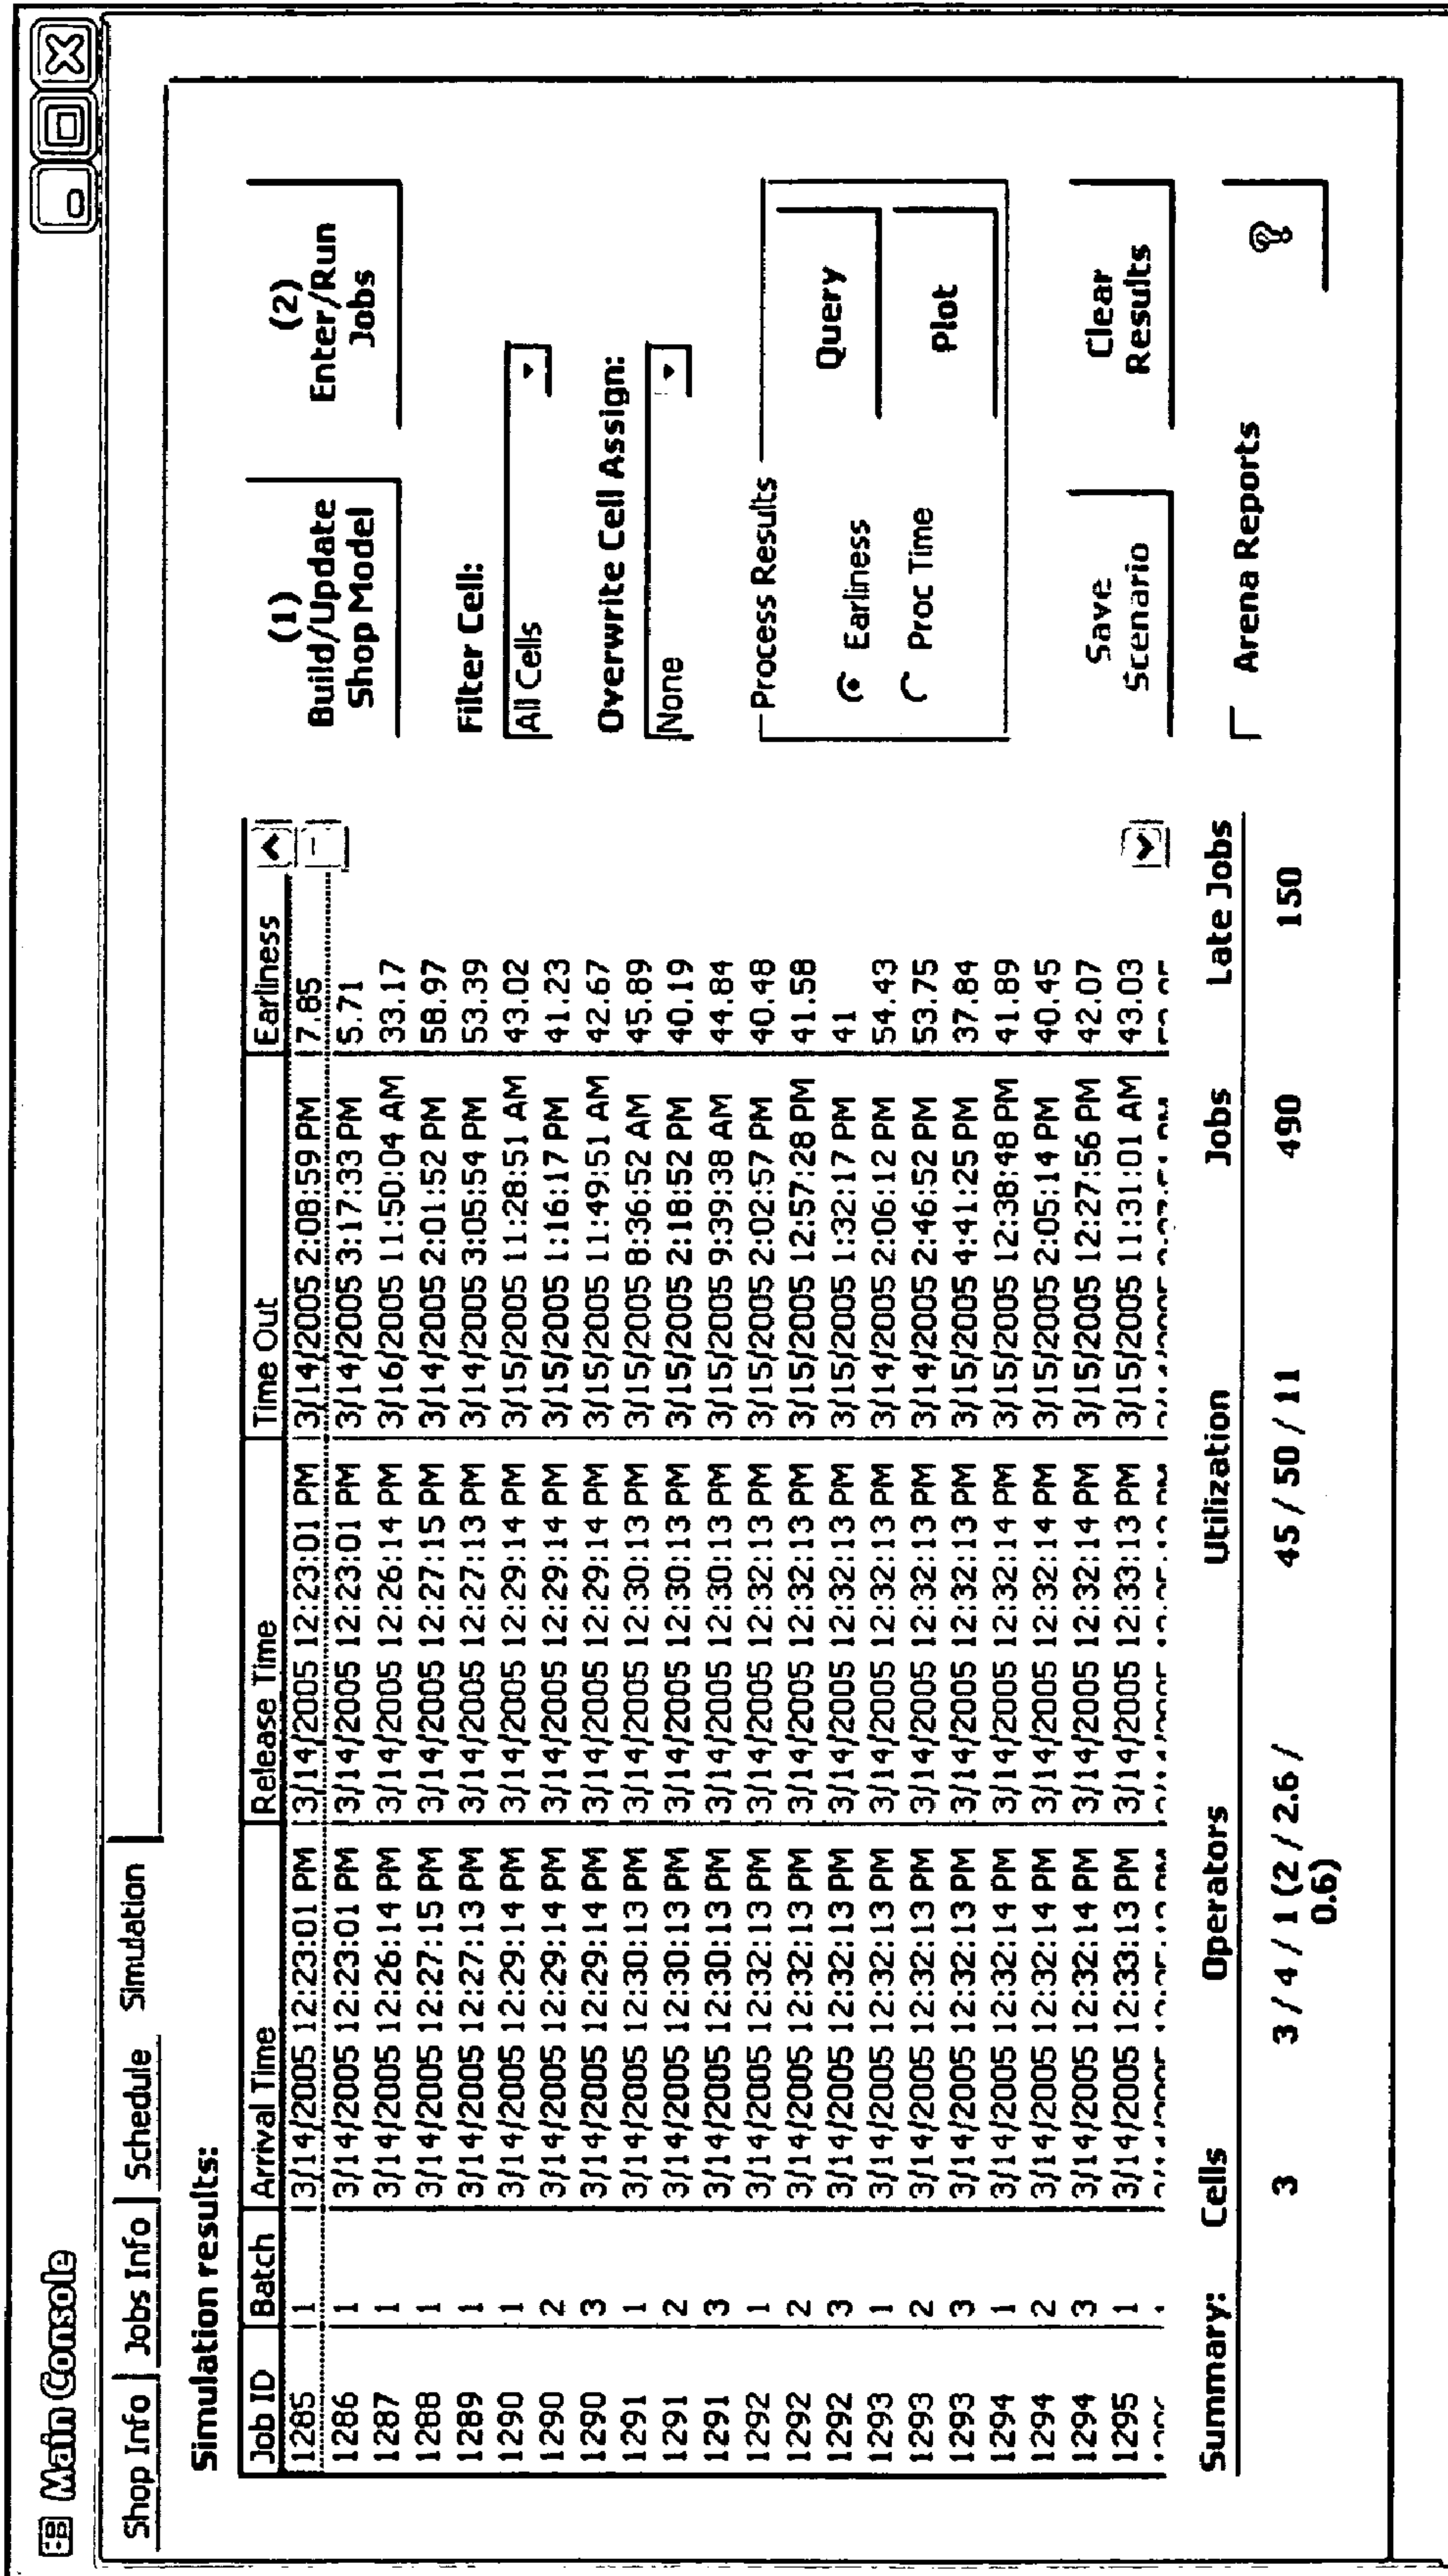 Main Console
Shop Info Jobs Info Schedule Simulation
Simulation results:
Job ID Batch Arrival Time Release Time Time Out Earliness
1285 1 3/14/2005 12:23:01 PM 3/14/2005 12:23:01 PM 3/14/2005 2:08:59 PM 7.85
1286 1 3/14/2005 12:23:01 PM 3/14/2005 12:23:01 PM 3/14/2005 3:17:33 PM 5.71
1287 1 3/14/2005 12:26:14 PM 3/14/2005 12:26:14 PM 3/16/2005 11:50:04 AM 33.17
1288 1 3/14/2005 12:27:15 PM 3/14/2005 12:27:15 PM 3/14/2005 2:01:52 PM 58.97
1289 1 3/14/2005 12:27:13 PM 3/14/2005 12:27:13 PM 3/14/2005 3:05:54 PM 53.39
1290 1 3/14/2005 12:29:14 PM 3/14/2005 12:29:14 PM 3/15/2005 11:28:51 AM 43.02
1290 2 3/14/2005 12:29:14 PM 3/14/2005 12:29:14 PM 3/15/2005 1:16:17 PM 41.23
1290 3 3/14/2005 12:29:14 PM 3/14/2005 12:29:14 PM 3/15/2005 11:49:51 AM 42.67
1291 1 3/14/2005 12:30:13 PM 3/14/2005 12:30:13 PM 3/15/2005 8:36:52 AM 45.89
1291 2 3/14/2005 12:30:13 PM 3/14/2005 12:30:13 PM 3/15/2005 2:18:52 PM 40.19
1291 3 3/14/2005 12:30:13 PM 3/14/2005 12:30:13 PM 3/15/2005 9:39:38 AM 44.84
1292 1 3/14/2005 12:32:13 PM 3/14/2005 12:32:13 PM 3/15/2005 2:02:57 PM 40.48
1292 2 3/14/2005 12:32:13 PM 3/14/2005 12:32:13 PM 3/15/2005 12:57:28 PM 41.58
1292 3 3/14/2005 12:32:13 PM 3/14/2005 12:32:13 PM 3/15/2005 1:32:17 PM 41
1293 1 3/14/2005 12:32:13 PM 3/14/2005 12:32:13 PM 3/14/2005 2:06:12 PM 54.43
1293 2 3/14/2005 12:32:13 PM 3/14/2005 12:32:13 PM 3/14/2005 2:46:52 PM 53.75
1293 3 3/14/2005 12:32:13 PM 3/14/2005 12:32:13 PM 3/15/2005 4:41:25 PM 37.84
1294 1 3/14/2005 12:32:14 PM 3/14/2005 12:32:14 PM 3/15/2005 12:38:48 PM 41.89
1294 2 3/14/2005 12:32:14 PM 3/14/2005 12:32:14 PM 3/15/2005 2:05:14 PM 40.45
1294 3 3/14/2005 12:32:14 PM 3/14/2005 12:32:14 PM 3/15/2005 12:27:56 PM 42.07
1295 1 3/14/2005 12:33:13 PM 3/14/2005 12:33:13 PM 3/15/2005 11:31:01 AM 43.03
Summary: Cells Operators Utilization Jobs Late Jobs
3 3 / 4 / 1 (2 / 2.6 / 45 / 50 / 11 490 150
0.6)
(1)
Build/Update
Shop Model
(2)
Enter/Run
Jobs
Filter Cell:
All Cells
Overwrite Cell Assign:
None
Process Results
Earliness
Query
Proc Time
Plot
Save
Scenario
Clear
Results
Arena Reports ?